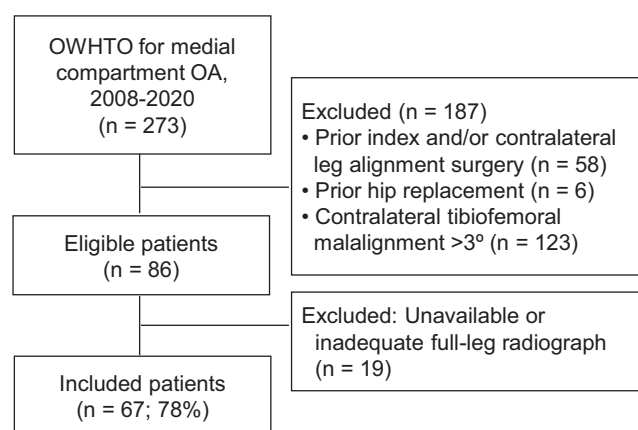 OWHTO for medial
compartment OA,
2008-2020
(n = 273)
Excluded (n = 187)
• Prior index and/or contralateral
leg alignment surgery (n = 58)
• Prior hip replacement (n = 6)
• Contralateral tibiofemoral
malalignment >3º (n = 123)
Eligible patients
(n = 86)
Excluded: Unavailable or
inadequate full-leg radiograph
(n = 19)
Included patients
(n = 67; 78%)